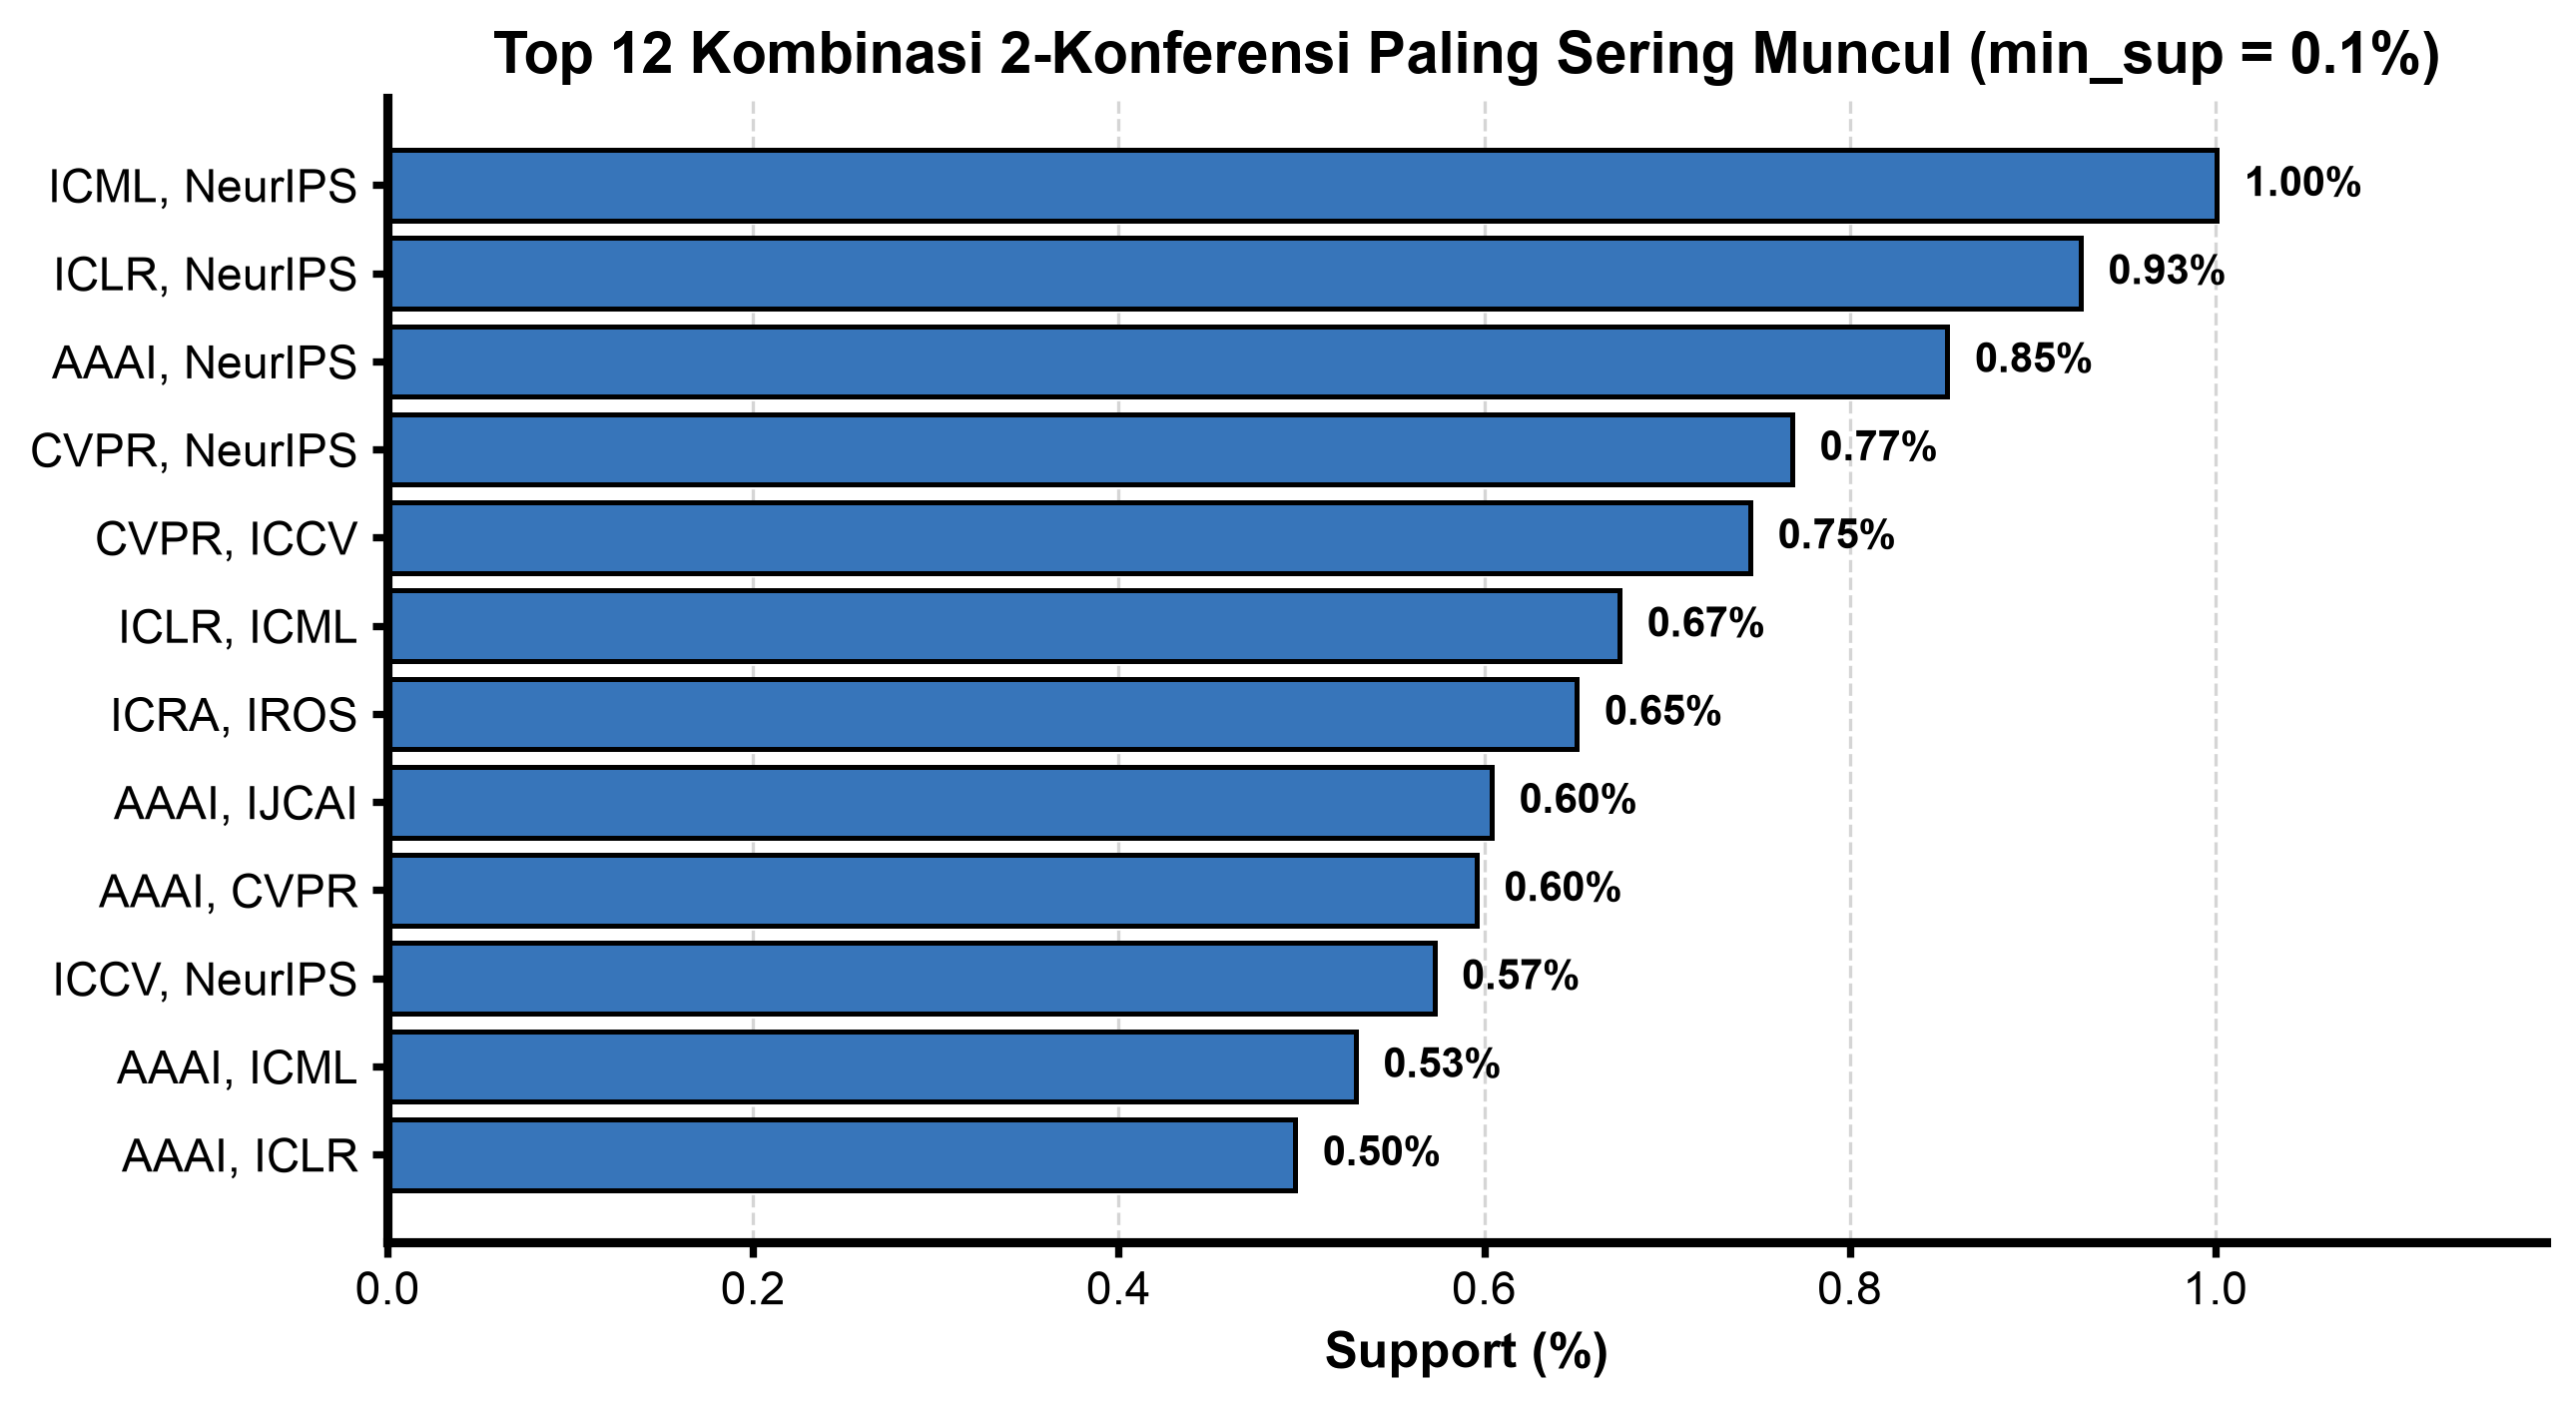 Top 12 Kombinasi 2-Konferensi Paling Sering Muncul (min_sup = 0.1%)
ICML, NeurIPS 1.00%
ICLR, NeurIPS 0.93%
AAAI, NeurIPS 0.85%
CVPR, NeurIPS 0.77%
CVPR, ICCV 0.75%
ICLR, ICML 0.67%
ICRA, IROS 0.65%
AAAI, IJCAI 0.60%
AAAI, CVPR 0.60%
ICCV, NeurIPS 0.57%
AAAI, ICML 0.53%
AAAI, ICLR 0.50%
0.0 0.2 0.4 0.6 0.8 1.0
Support (%)